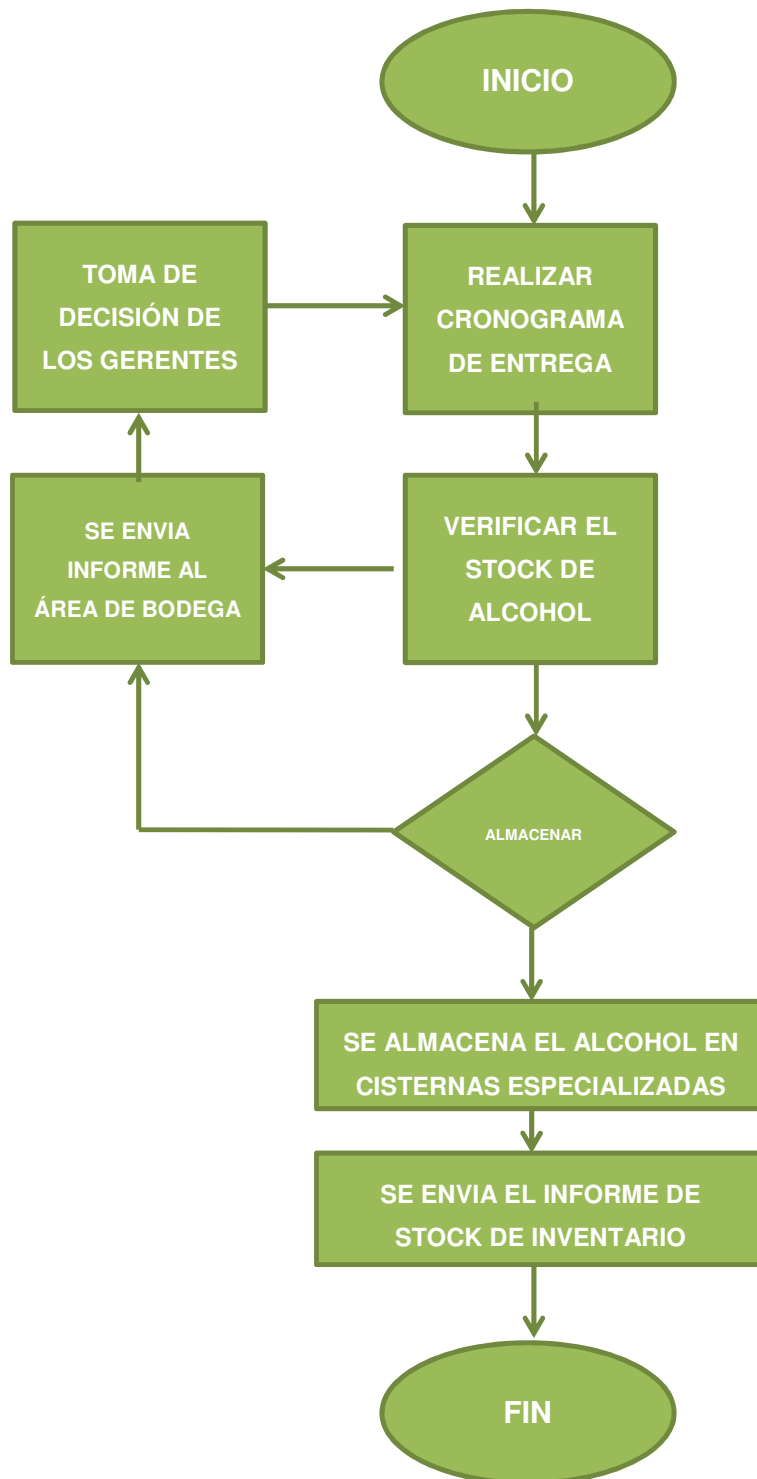 INICIO
TOMA DE
DECISIÓN DE
LOS GERENTES
REALIZAR
CRONOGRAMA
DE ENTREGA
SE ENVIA
INFORME AL
ÁREA DE BODEGA
VERIFICAR EL
STOCK DE
ALCOHOL
ALMACENAR
SE ALMACENA EL ALCOHOL EN
CISTERNAS ESPECIALIZADAS
SE ENVIA EL INFORME DE
STOCK DE INVENTARIO
FIN